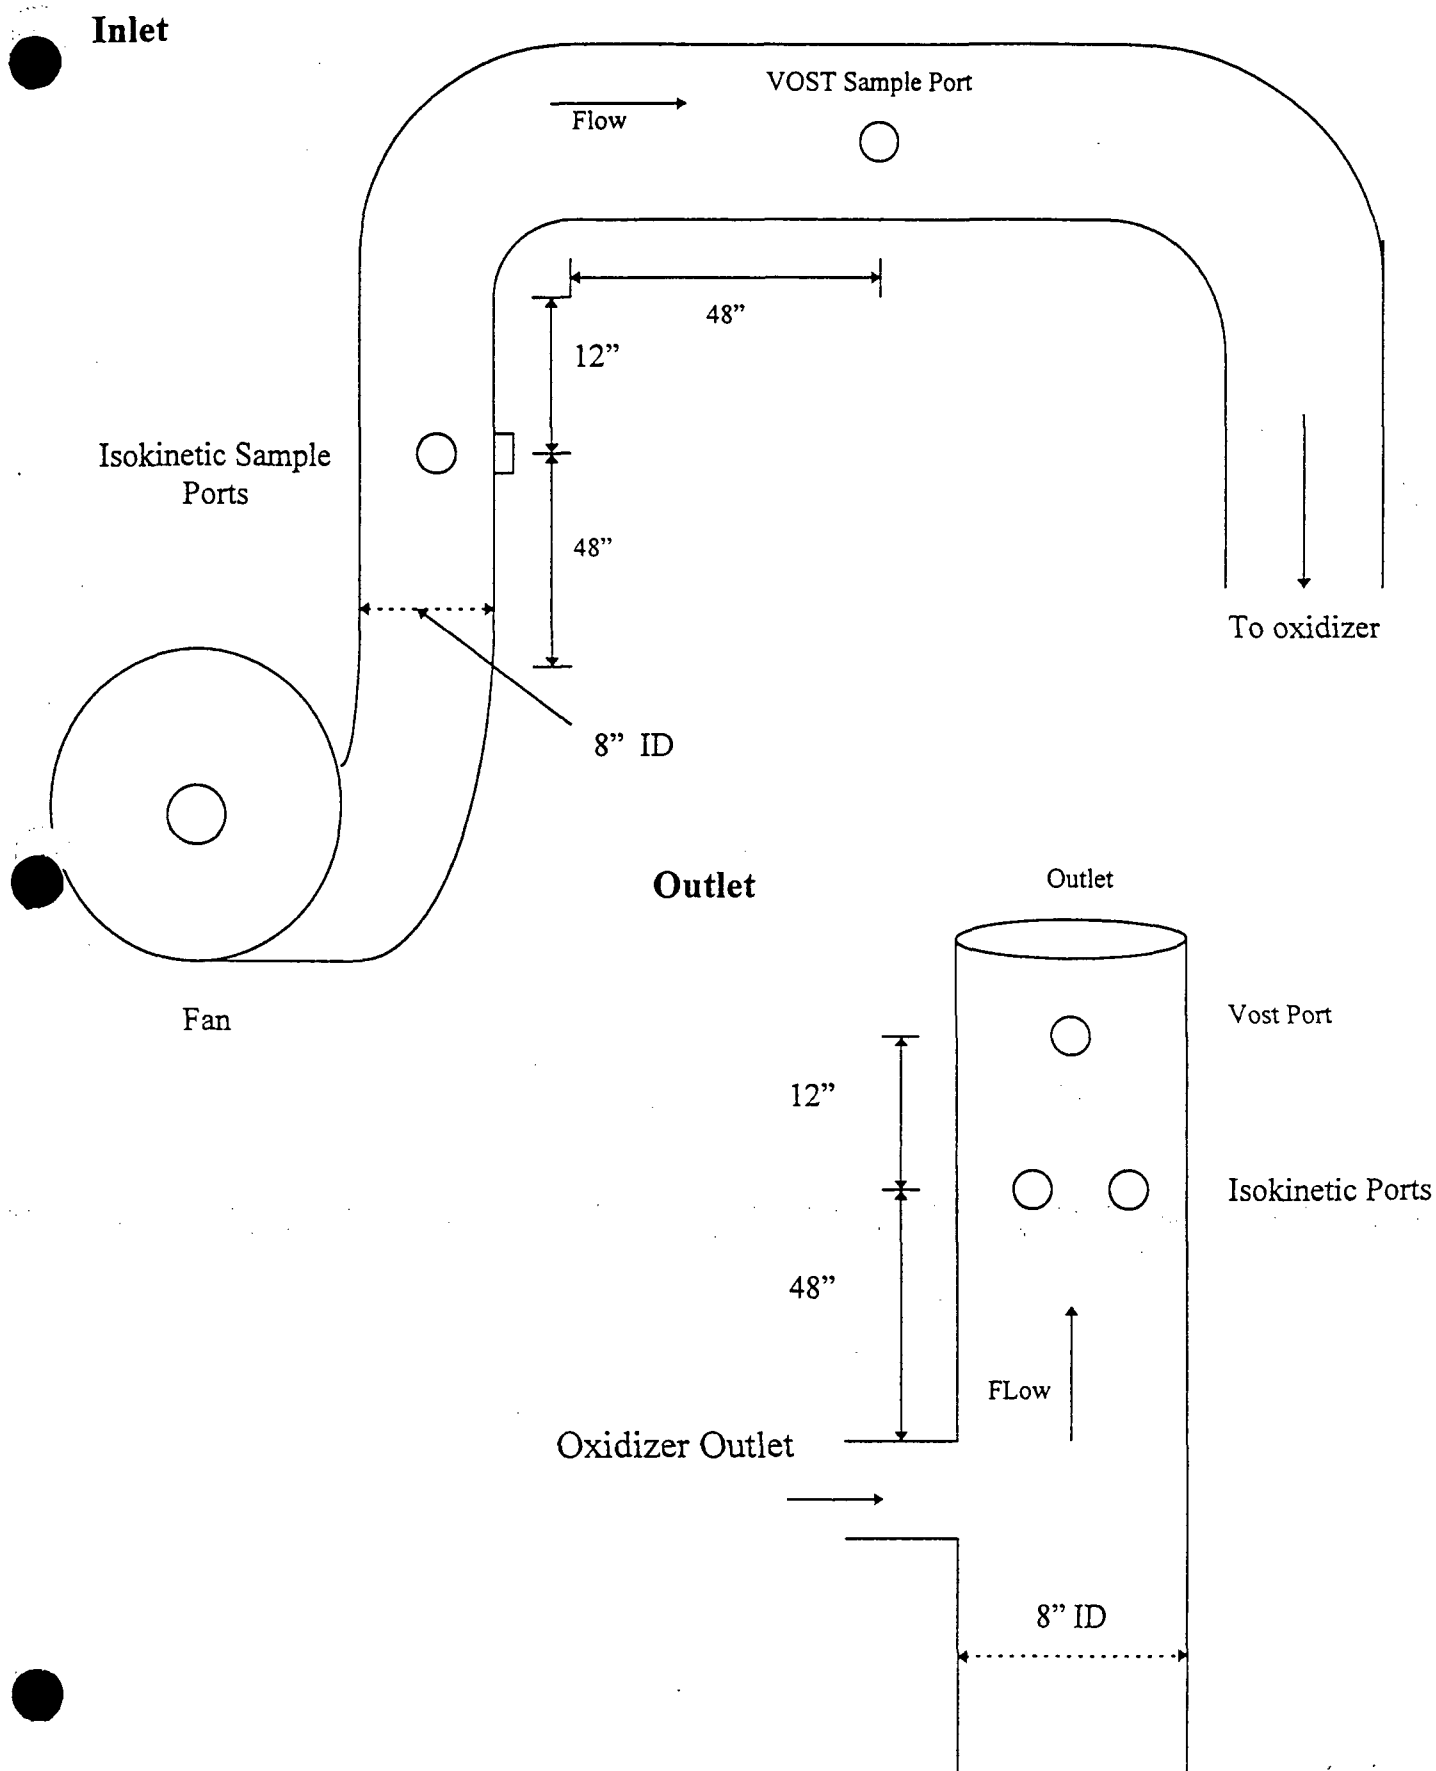 Inlet
VOST Sample Port
Flow
48”
12”
Isokinetic Sample
Ports
48”
To oxidizer
8” ID
Outlet
Outlet
Fan
Vost Port
12”
Isokinetic Ports
48”
FLow
Oxidizer Outlet
8” ID